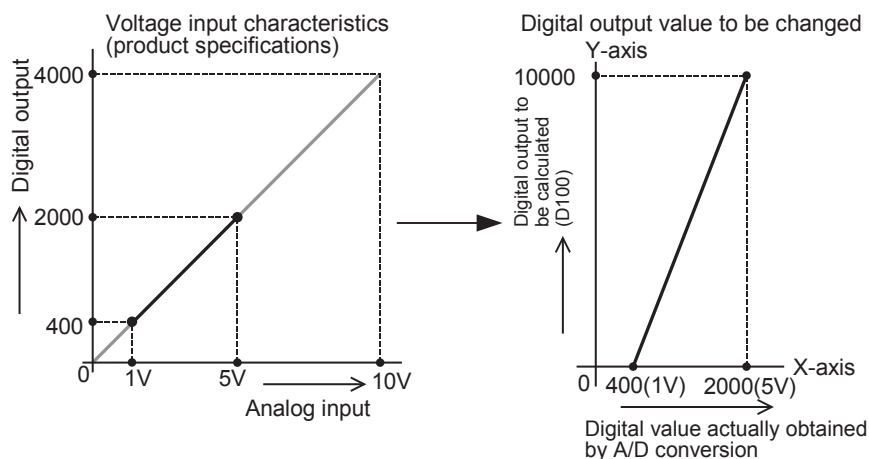 Voltage input characteristics
(product specifications)
4000
2000
400
0
1V
5V
10V
Digital output
Analog input
Digital output value to be changed
Y-axis
10000
Digital output to
be calculated
(D100)
X-axis
0
400(1V)
2000(5V)
Digital value actually obtained
by A/D conversion